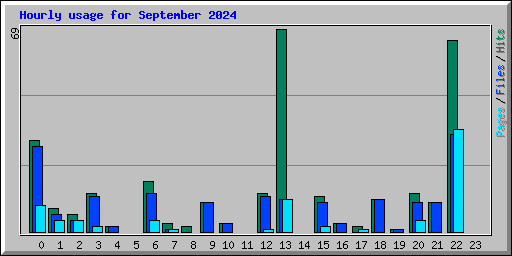 Hourly usage for September 2024
69
Pages/Files/Hits
0 1 2 3 4 5 6 7 8 9 10 11 12 13 14 15 16 17 18 19 20 21 22 23